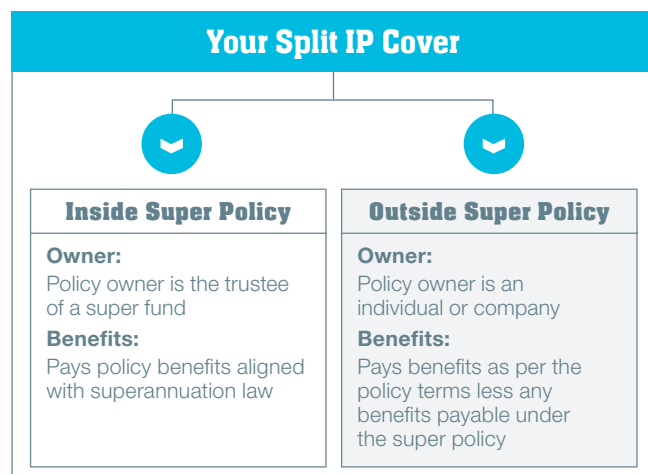 Your Split IP Cover
Inside Super Policy
Owner:
Policy owner is the trustee
of a super fund
Benefits:
Pays policy benefits aligned
with superannuation law
Outside Super Policy
Owner:
Policy owner is an
individual or company
Benefits:
Pays benefits as per the
policy terms less any
benefits payable under
the super policy